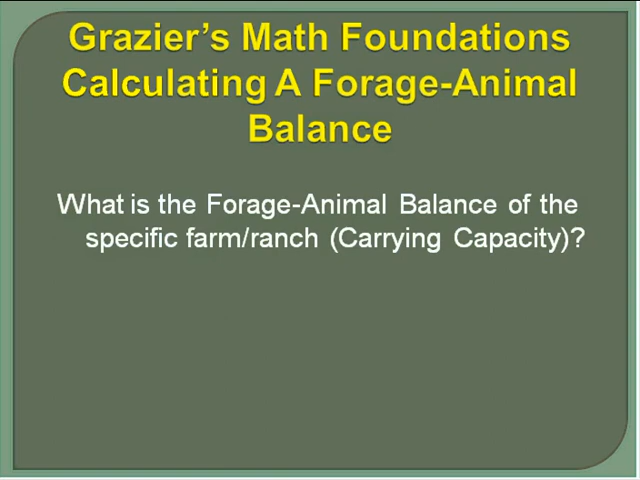 Grazier's Math Foundations
Calculating A Forage-Animal
Balance
What is the Forage-Animal Balance of the
specific farm/ranch (Carrying Capacity)?